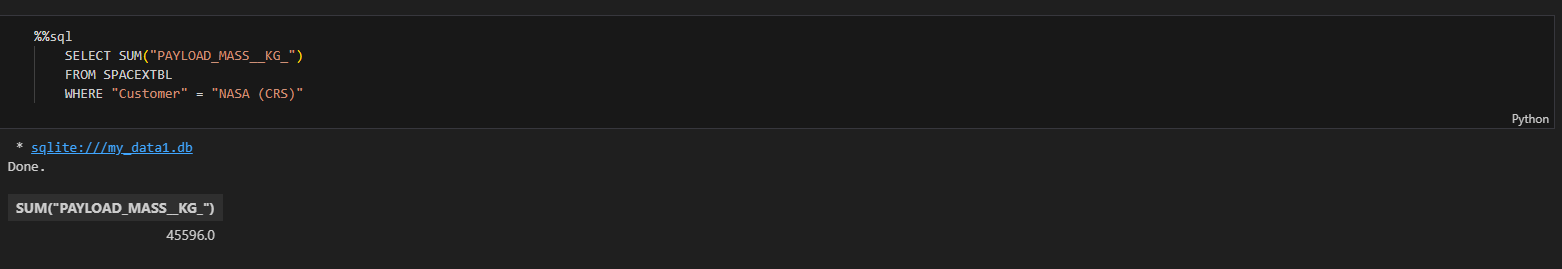 %%sql
SELECT SUM("PAYLOAD_MASS__KG_")
FROM SPACEXTBL
WHERE "Customer" = "NASA (CRS)"
Python
* sqlite:///my_data1.db
Done.
SUM("PAYLOAD_MASS__KG_")
45596.0